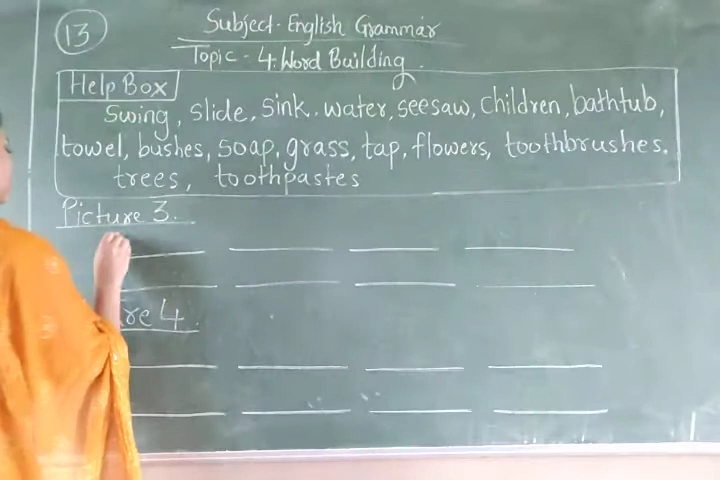 13
Subject - English Grammar
Topic - 4. Word Building.
Help Box
Swing, slide, sink, water, seesaw, children, bathtub,
towel, bushes, soap, grass, tap, flowers, toothbrushes.
trees, toothpastes
Picture 3.
re 4.